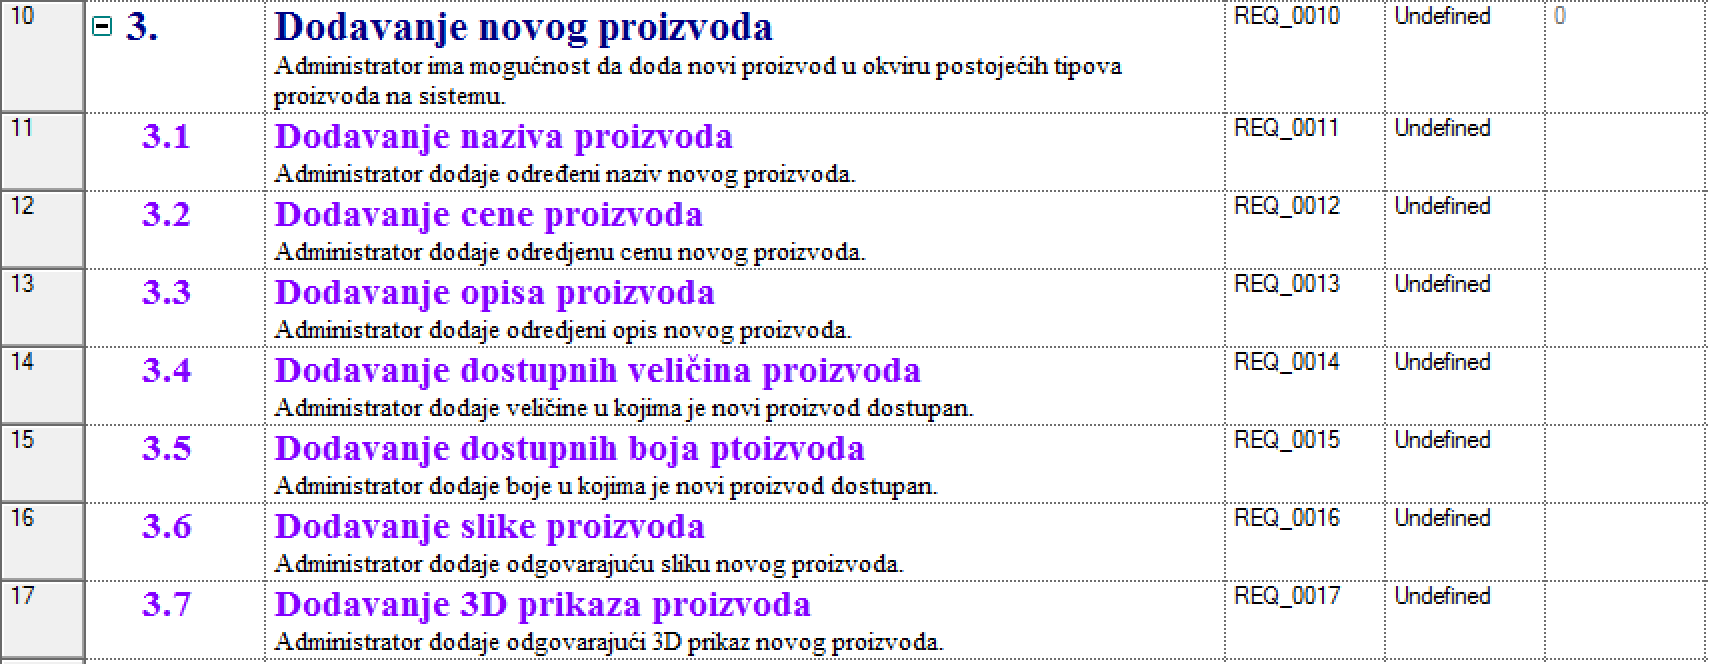 10 3. Dodavanje novog proizvoda REQ_0010 Undefined 0
Administrator ima mogućnost da doda novi proizvod u okviru postojećih tipova
proizvoda na sistemu.
11 3.1 Dodavanje naziva proizvoda REQ_0011 Undefined
Administrator dodaje određeni naziv novog proizvoda.
12 3.2 Dodavanje cene proizvoda REQ_0012 Undefined
Administrator dodaje odredjenu cenu novog proizvoda.
13 3.3 Dodavanje opisa proizvoda REQ_0013 Undefined
Administrator dodaje odredjeni opis novog proizvoda.
14 3.4 Dodavanje dostupnih veličina proizvoda REQ_0014 Undefined
Administrator dodaje veličine u kojima je novi proizvod dostupan.
15 3.5 Dodavanje dostupnih boja ptoizvoda REQ_0015 Undefined
Administrator dodaje boje u kojima je novi proizvod dostupan.
16 3.6 Dodavanje slike proizvoda REQ_0016 Undefined
Administrator dodaje odgovarajuću sliku novog proizvoda.
17 3.7 Dodavanje 3D prikaza proizvoda REQ_0017 Undefined
Administrator dodaje odgovarajući 3D prikaz novog proizvoda.